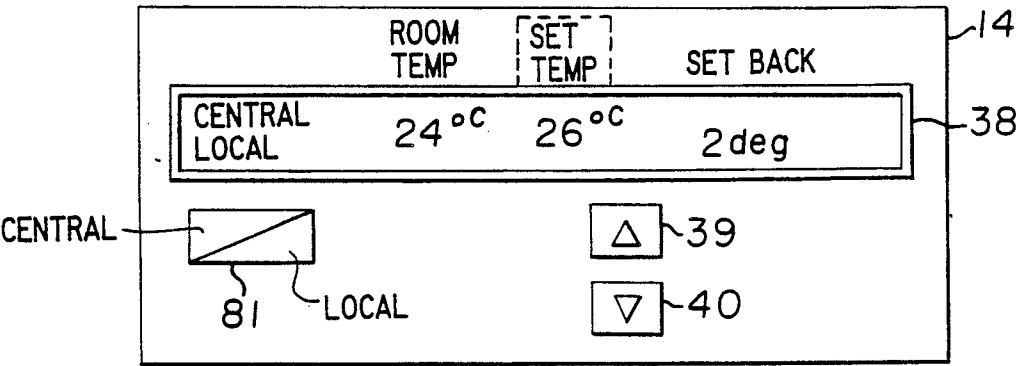 ROOM TEMP
SET TEMP
SET BACK
14
CENTRAL LOCAL
24°C
26°C
2deg
38
CENTRAL
81
LOCAL
△
39
▽
40